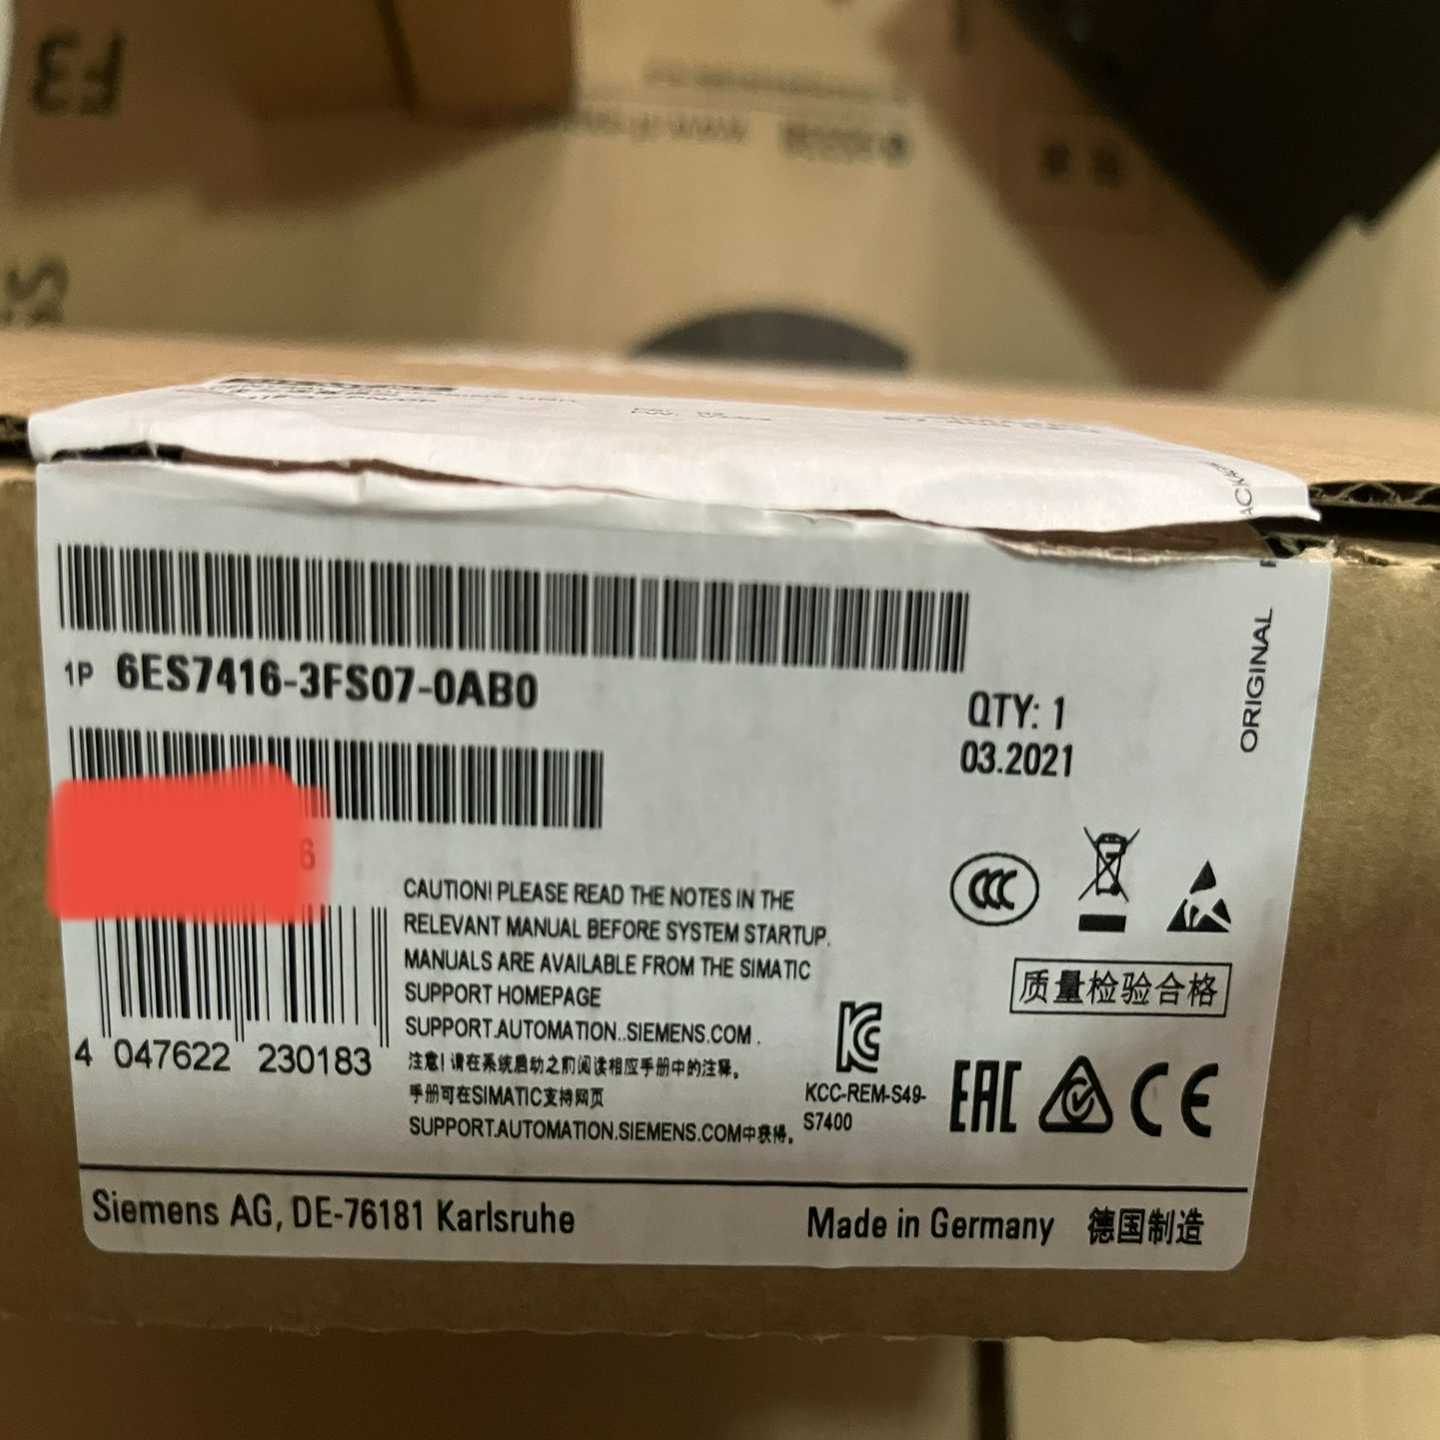 F3
1P 6ES7416-3FS07-0AB0
QTY: 1
03.2021
ORIGINAL
6
CAUTION! PLEASE READ THE NOTES IN THE
RELEVANT MANUAL BEFORE SYSTEM STARTUP.
MANUALS ARE AVAILABLE FROM THE SIMATIC
SUPPORT HOMEPAGE
SUPPORT.AUTOMATION..SIEMENS.COM .
注意! 请在系统启动之前阅读相应手册中的注释。
手册可在SIMATIC支持网页
SUPPORT.AUTOMATION.SIEMENS.COM中获得。
4 047622 230183
CCC
质量检验合格
KC
KCC-REM-S49-
S7400
EAC
CE
Siemens AG, DE-76181 Karlsruhe
Made in Germany 德国制造